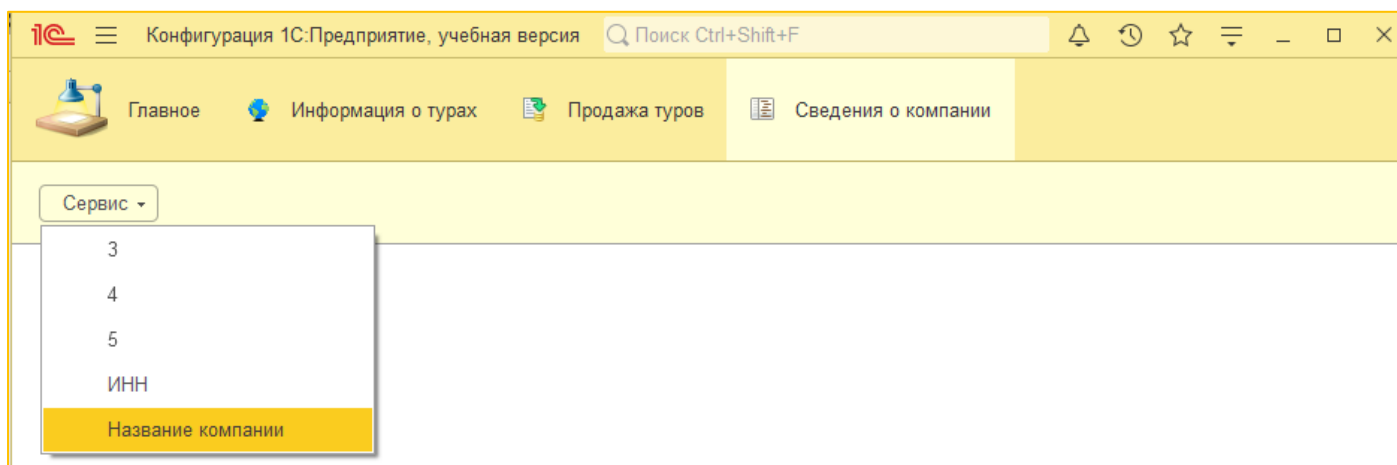 1С Конфигурация 1С:Предприятие, учебная версия Поиск Ctrl+Shift+F
Главное Информация о турах Продажа туров Сведения о компании
Сервис
3
4
5
ИНН
Название компании